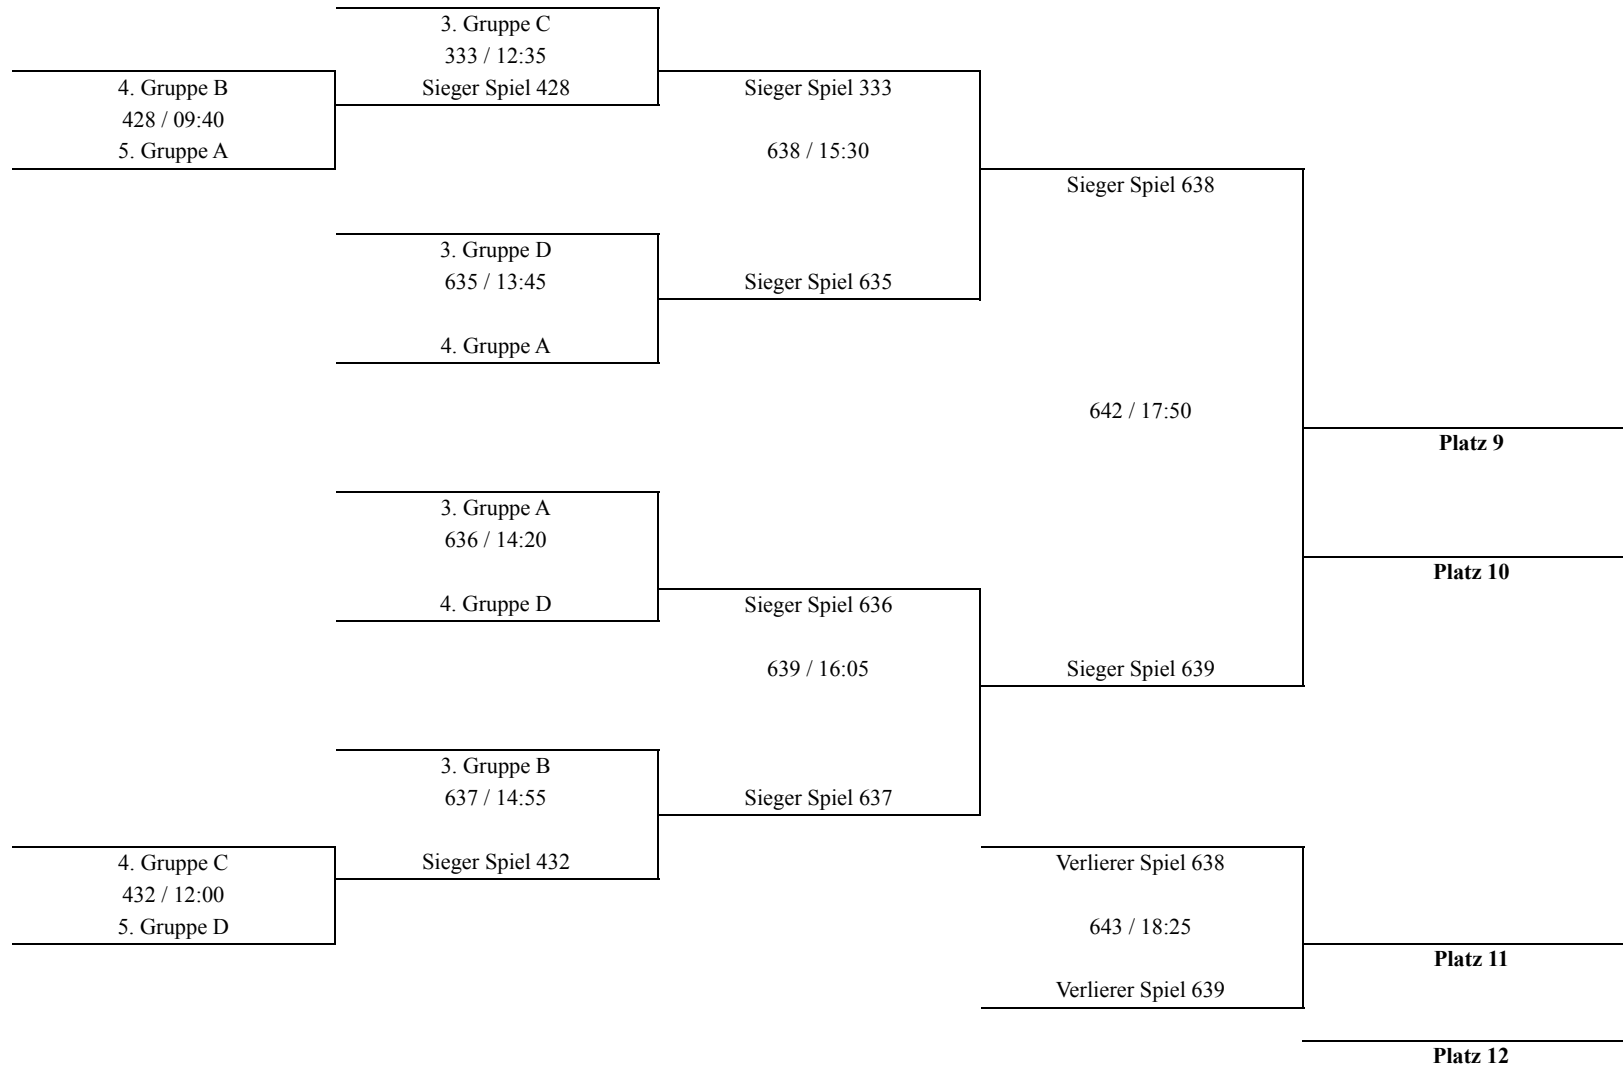 3. Gruppe C
333 / 12:35
4. Gruppe B
Sieger Spiel 428
Sieger Spiel 333
428 / 09:40
5. Gruppe A
638 / 15:30
Sieger Spiel 638
3. Gruppe D
635 / 13:45
Sieger Spiel 635
4. Gruppe A
642 / 17:50
Platz 9
3. Gruppe A
636 / 14:20
Platz 10
4. Gruppe D
Sieger Spiel 636
639 / 16:05
Sieger Spiel 639
3. Gruppe B
637 / 14:55
Sieger Spiel 637
4. Gruppe C
Sieger Spiel 432
Verlierer Spiel 638
432 / 12:00
5. Gruppe D
643 / 18:25
Platz 11
Verlierer Spiel 639
Platz 12